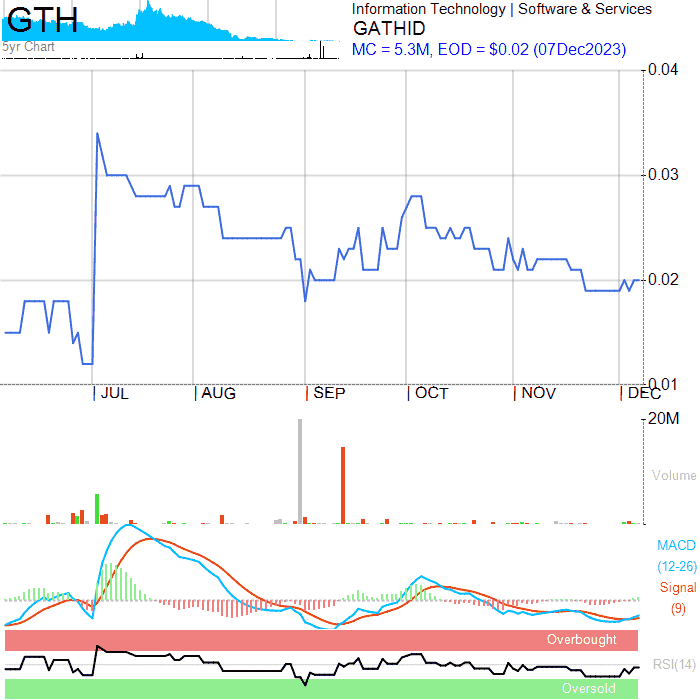 GTH
5yr Chart
Information Technology | Software & Services
GATHID
MC = 5.3M, EOD = $0.02 (07Dec2023)
0.04
0.03
0.02
0.01
JUL AUG SEP OCT NOV DEC
20M
Volume
MACD
(12-26)
Signal
(9)
Overbought
RSI(14)
Oversold